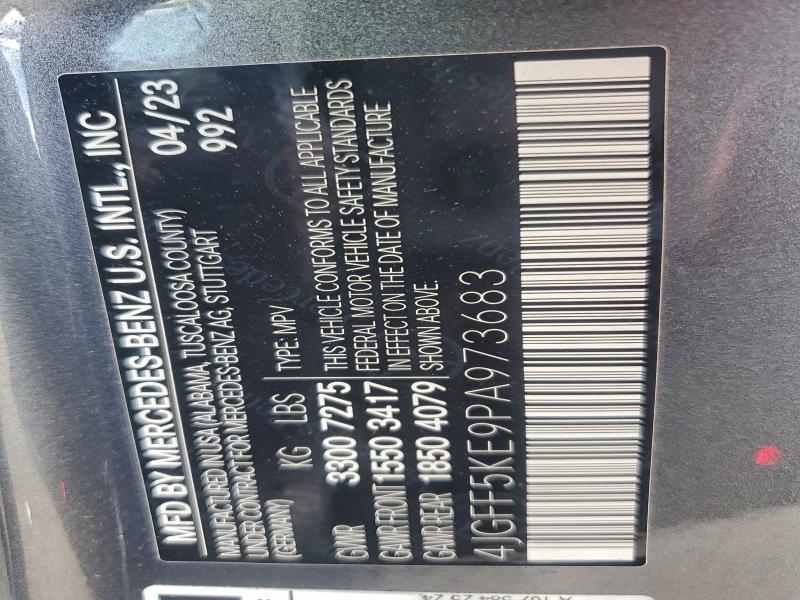 MFD BY MERCEDES-BENZ U.S. INTL., INC
MANUFACTURED IN USA (ALABAMA, TUSCALOOSA COUNTY) 04/23
UNDER CONTRACT FOR MERCEDES-BENZ AG, STUTTGART 992
(GERMANY) KG LBS TYPE: MPV
GVWR 3300 7275 THIS VEHICLE CONFORMS TO ALL APPLICABLE
GAWR-FRONT 1550 3417 FEDERAL MOTOR VEHICLE SAFETY STANDARDS
GAWR-REAR 1850 4079 IN EFFECT ON THE DATE OF MANUFACTURE
SHOWN ABOVE.
4JGFF5KE9PA973683